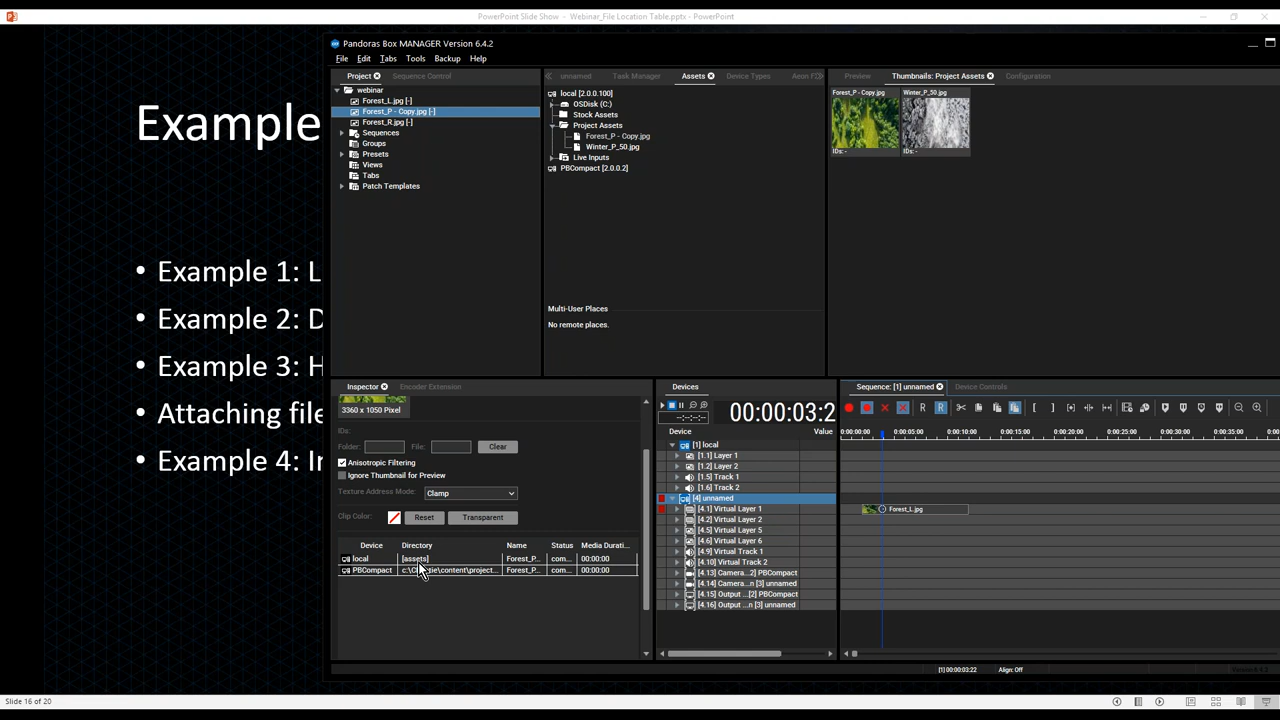 PowerPoint Slide Show - Webinar_File Location Table.pptx - PowerPoint
Example
• Example 1: L
• Example 2: D
• Example 3: H
• Attaching file
• Example 4: Ir
Pandoras Box MANAGER Version 6.4.2
File Edit Tabs Tools Backup Help
Project Sequence Control
webinar
Forest_L.jpg [-]
Forest_P - Copy.jpg [-]
Forest_R.jpg [-]
Sequences
Groups
Presets
Views
Tabs
Patch Templates
unnamed Task Manager Assets Device Types Aeon F
local [2.0.0.100]
OSDisk (C:)
Stock Assets
Project Assets
Forest_P - Copy.jpg
Winter_P_50.jpg
Live Inputs
PBCompact [2.0.0.2]
Multi-User Places
No remote places.
Preview Thumbnails: Project Assets Configuration
Forest_P - Copy.jpg Winter_P_50.jpg
IDs: - IDs: -
Inspector Encoder Extension
3360 x 1050 Pixel
IDs:
Folder: File: Clear
Anisotropic Filtering
Ignore Thumbnail for Preview
Texture Address Mode: Clamp
Clip Color: Reset Transparent
Device Directory Name Status Media Durati...
local [assets] Forest_P... com... 00:00:00
PBCompact Forest_P... com... 00:00:00
Devices
00:00:03:2
Device Value
[1] local
[1.1] Layer 1
[1.2] Layer 2
[1.5] Track 1
[1.6] Track 2
[4] unnamed
[4.1] Virtual Layer 1
[4.2] Virtual Layer 2
[4.5] Virtual Layer 5
[4.6] Virtual Layer 6
[4.9] Virtual Track 1
[4.10] Virtual Track 2
[4.13] Camera...2] PBCompact
[4.14] Camera...n [3] unnamed
[4.15] Output ...[2] PBCompact
[4.16] Output ...n [3] unnamed
Sequence: [1] unnamed Device Controls
R R
0:00:00:00 0:00:05:00 0:00:10:00 0:00:15:00 0:00:20:00 0:00:25:00 0:00:30:00 0:00:35:00 0:00
Forest_L.jpg
[1] 00:00:03:22 Align: Off
Slide 16 of 20